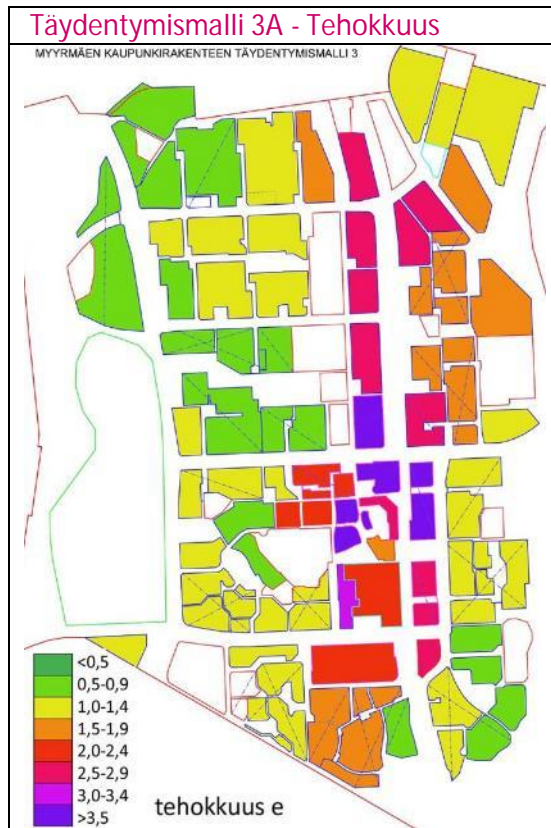 Täydentymismalli 3A - Tehokkuus
MYYRMÄEN KAUPUNKIRAKENTEEN TÄYDENTYMISMALLI 3
<0,5
0,5-0,9
1,0-1,4
1,5-1,9
2,0-2,4
2,5-2,9
3,0-3,4
>3,5
tehokkuus e